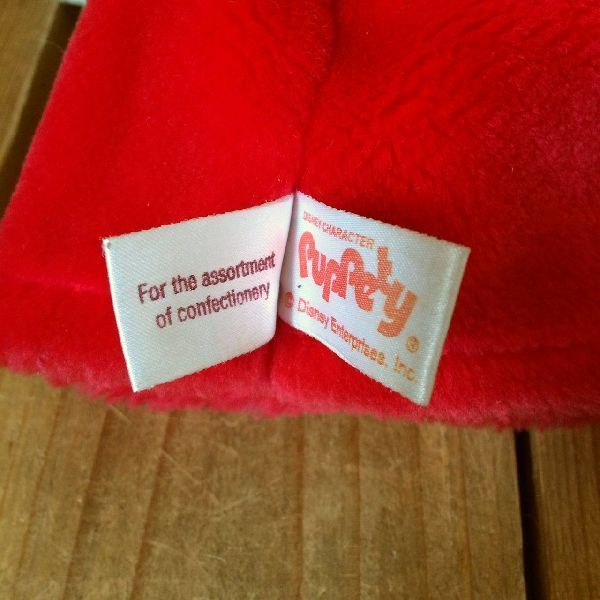 For the assortment
of confectionery
DISNEY CHARACTER
PUPPEty®
© Disney Enterprises, Inc.